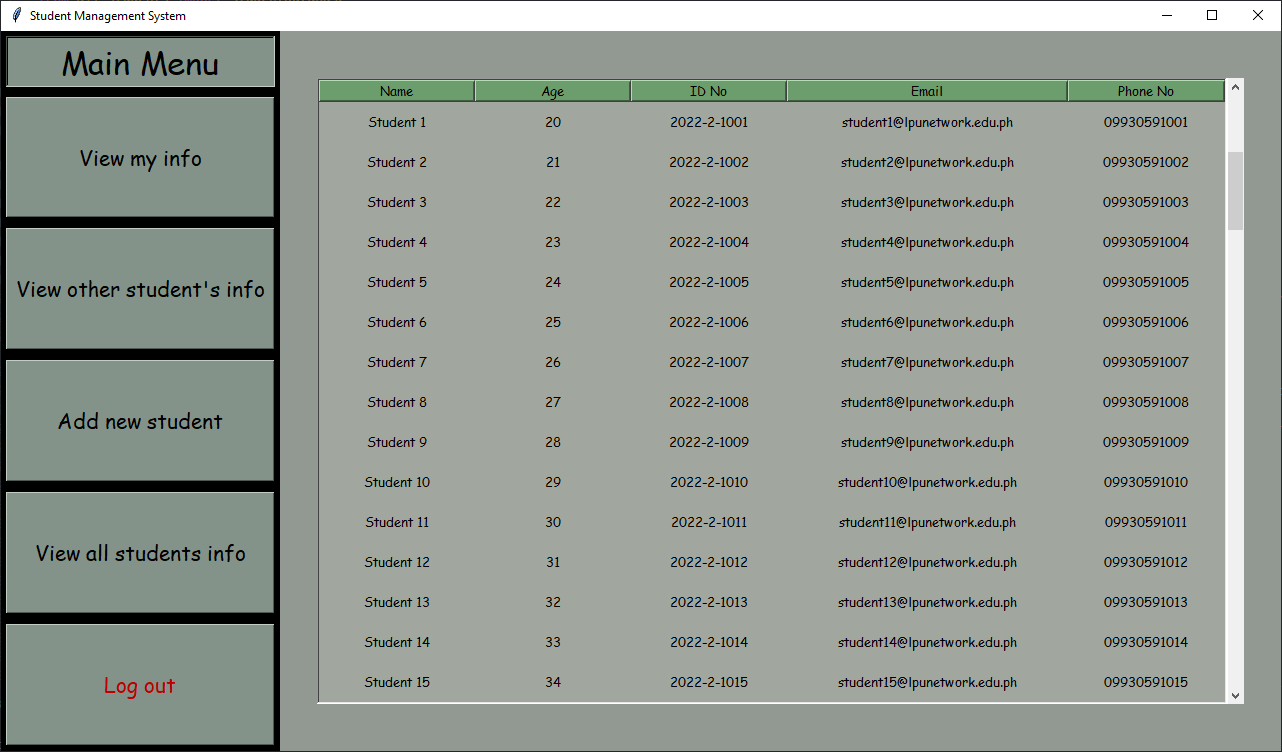 Student Management System
Main Menu
View my info
View other student's info
Add new student
View all students info
Log out
Name Age ID No Email Phone No
Student 1 20 2022-2-1001 student1@lpunetwork.edu.ph 09930591001
Student 2 21 2022-2-1002 student2@lpunetwork.edu.ph 09930591002
Student 3 22 2022-2-1003 student3@lpunetwork.edu.ph 09930591003
Student 4 23 2022-2-1004 student4@lpunetwork.edu.ph 09930591004
Student 5 24 2022-2-1005 student5@lpunetwork.edu.ph 09930591005
Student 6 25 2022-2-1006 student6@lpunetwork.edu.ph 09930591006
Student 7 26 2022-2-1007 student7@lpunetwork.edu.ph 09930591007
Student 8 27 2022-2-1008 student8@lpunetwork.edu.ph 09930591008
Student 9 28 2022-2-1009 student9@lpunetwork.edu.ph 09930591009
Student 10 29 2022-2-1010 student10@lpunetwork.edu.ph 09930591010
Student 11 30 2022-2-1011 student11@lpunetwork.edu.ph 09930591011
Student 12 31 2022-2-1012 student12@lpunetwork.edu.ph 09930591012
Student 13 32 2022-2-1013 student13@lpunetwork.edu.ph 09930591013
Student 14 33 2022-2-1014 student14@lpunetwork.edu.ph 09930591014
Student 15 34 2022-2-1015 student15@lpunetwork.edu.ph 09930591015